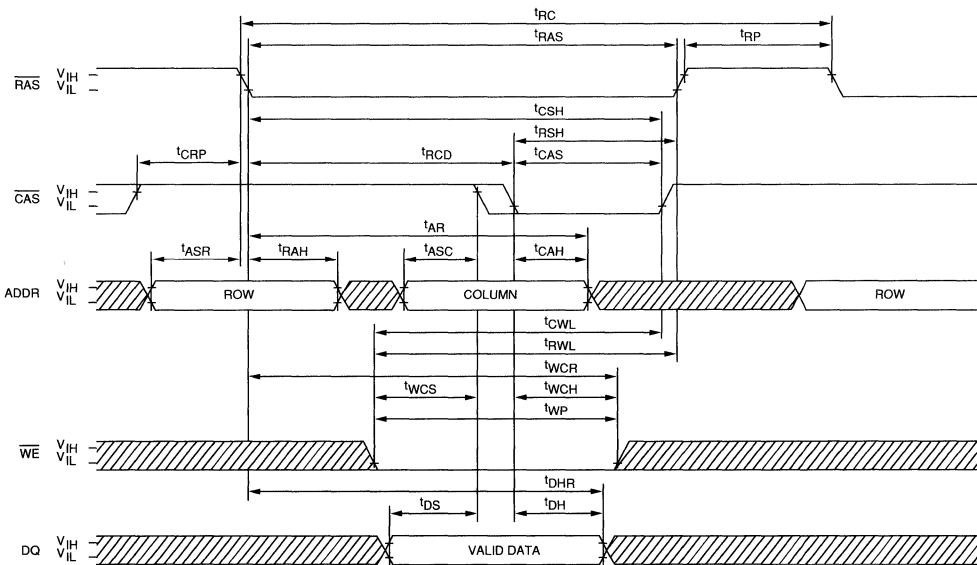 tRC
tRAS
tRP
RAS
VIH
VIL
tCSH
tRSH
tCRP
tRCD
tCAS
CAS
VIH
VIL
tAR
tASR
tRAH
tASC
tCAH
ADDR
VIH
VIL
ROW
COLUMN
ROW
tCWL
tRWL
tWCR
tWCS
tWCH
tWP
WE
VIH
VIL
tDHR
tDS
tDH
DQ
VIH
VIL
VALID DATA